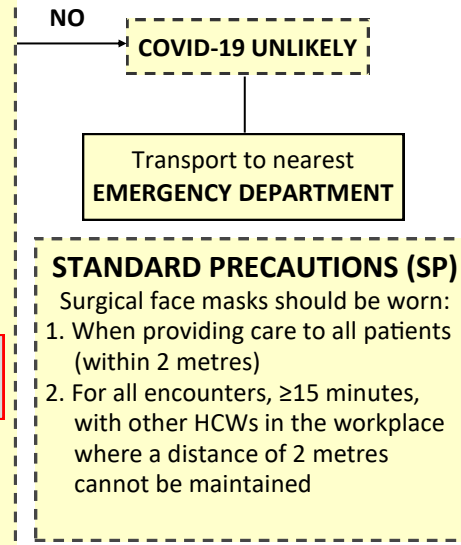 NO
COVID-19 UNLIKELY
Transport to nearest
EMERGENCY DEPARTMENT
STANDARD PRECAUTIONS (SP)
Surgical face masks should be worn:
1. When providing care to all patients
(within 2 metres)
2. For all encounters, ≥15 minutes,
with other HCWs in the workplace
where a distance of 2 metres
cannot be maintained